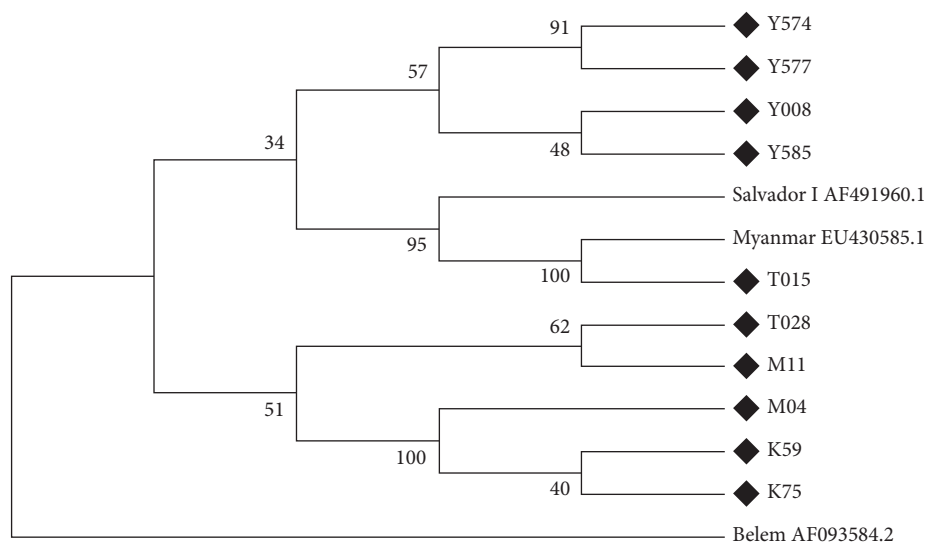 91
Y574
57
Y577
Y008
34
48
Y585
Salvador I AF491960.1
95
Myanmar EU430585.1
100
T015
62
T028
M11
51
M04
100
K59
40
K75
Belem AF093584.2